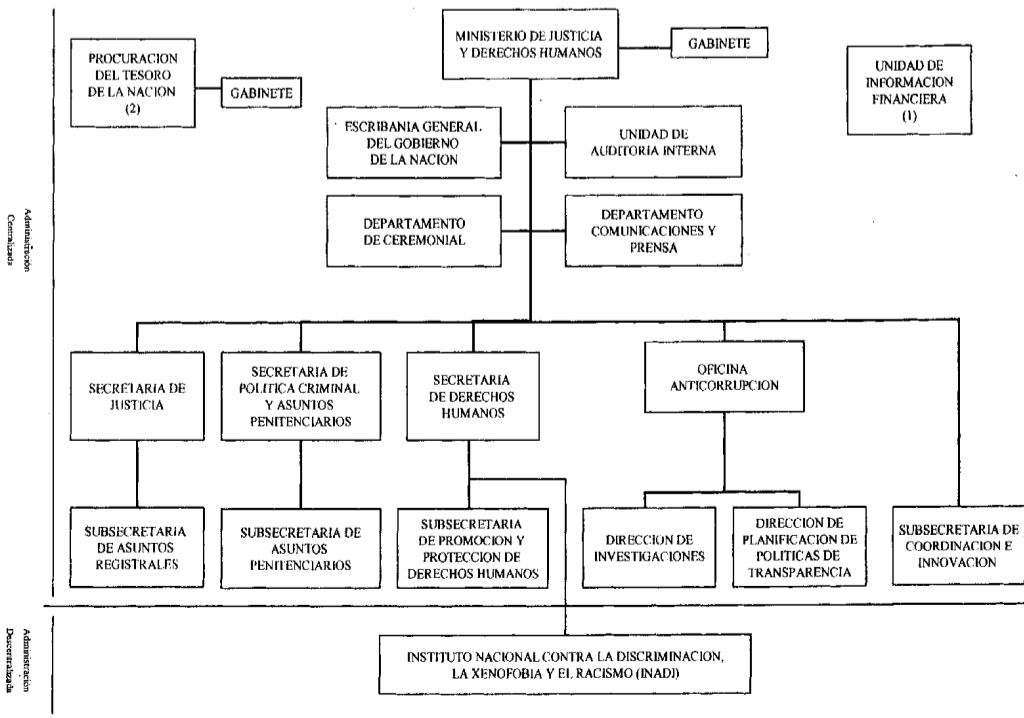 MINISTERIO DE JUSTICIA
Y DERECHOS HUMANOS
GABINETE
PROCURACION
DEL TESORO
DE LA NACION
(2)
GABINETE
UNIDAD DE
INFORMACION
FINANCIERA
(1)
ESCRIBANIA GENERAL
DEL GOBIERNO
DE LA NACION
UNIDAD DE
AUDITORIA INTERNA
DEPARTAMENTO
DE CEREMONIAL
DEPARTAMENTO
COMUNICACIONES Y
PRENSA
Administración
Centralizada
SECRETARIA DE
JUSTICIA
SECRETARIA DE
POLITICA CRIMINAL
Y ASUNTOS
PENITENCIARIOS
SECRETARIA
DE DERECHOS
HUMANOS
OFICINA
ANTICORRUPCION
SUBSECRETARIA
DE ASUNTOS
REGISTRALES
SUBSECRETARIA DE
ASUNTOS
PENITENCIARIOS
SUBSECRETARIA
DE PROMOCION Y
PROTECCION DE
DERECHOS HUMANOS
DIRECCION DE
INVESTIGACIONES
DIRECCION DE
PLANIFICACION DE
POLITICAS DE
TRANSPARENCIA
SUBSECRETARIA DE
COORDINACION E
INNOVACION
Administración
Descentralizada
INSTITUTO NACIONAL CONTRA LA DISCRIMINACION,
LA XENOFOBIA Y EL RACISMO (INADI)